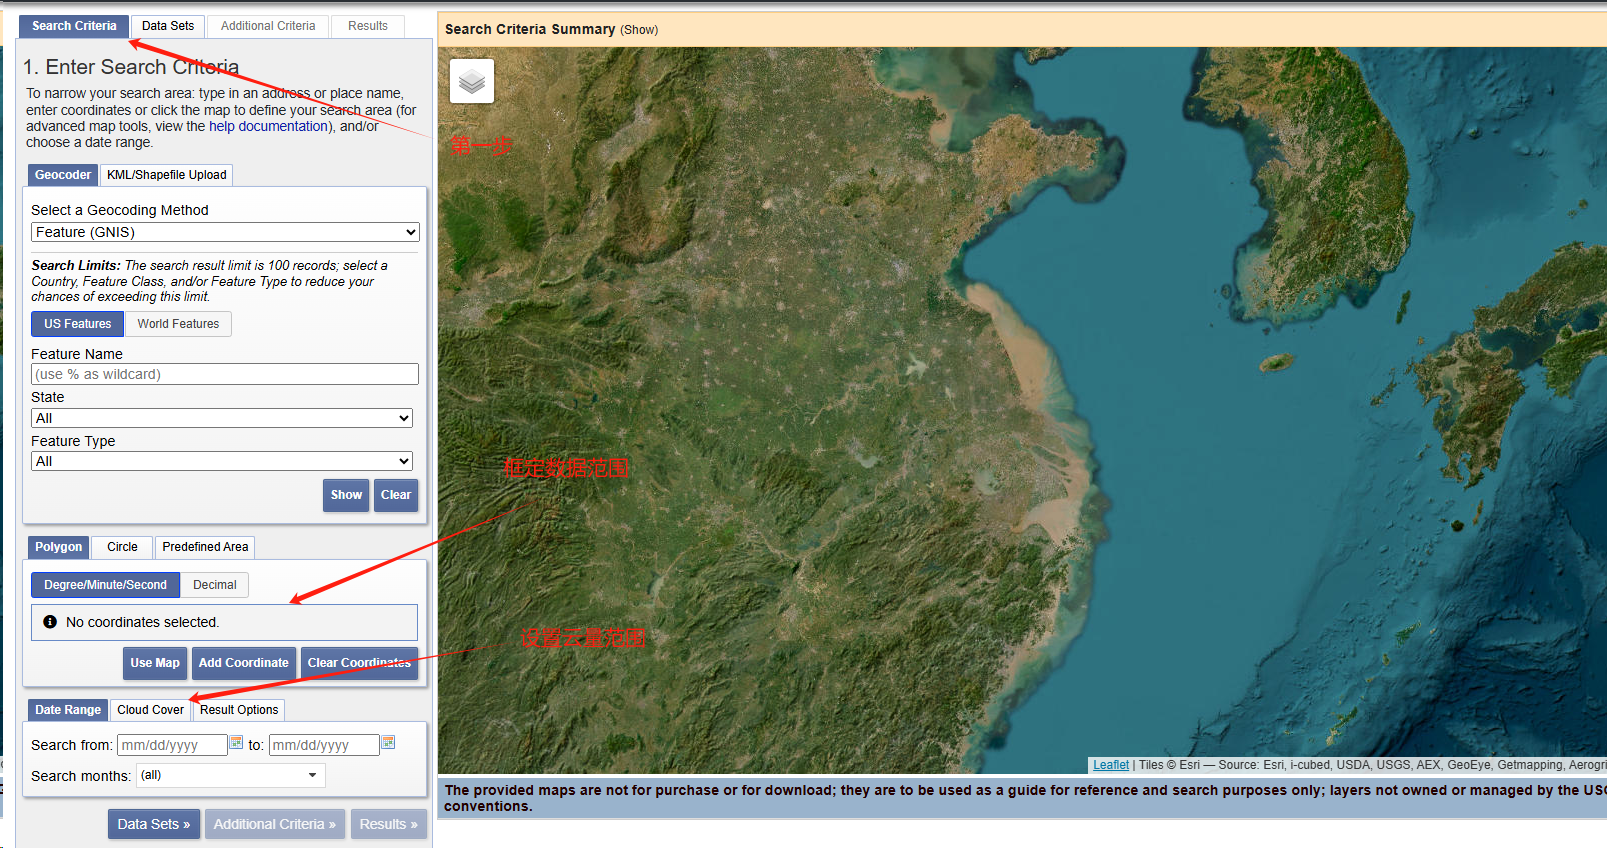 Search Criteria
Data Sets
Additional Criteria
Results
1. Enter Search Criteria
To narrow your search area: type in an address or place name,
enter coordinates or click the map to define your search area (for
advanced map tools, view the help documentation), and/or
choose a date range.
Geocoder
KML/Shapefile Upload
Select a Geocoding Method
Feature (GNIS)
Search Limits: The search result limit is 100 records; select a
Country, Feature Class, and/or Feature Type to reduce your
chances of exceeding this limit.
US Features
World Features
Feature Name
(use % as wildcard)
State
All
Feature Type
All
Show
Clear
Polygon
Circle
Predefined Area
Degree/Minute/Second
Decimal
No coordinates selected.
Use Map
Add Coordinate
Clear Coordinates
Date Range
Cloud Cover
Result Options
Search from: mm/dd/yyyy to: mm/dd/yyyy
Search months: (all)
Data Sets »
Additional Criteria »
Results »
Search Criteria Summary (Show)
第一步
框定数据范围
设置云量范围
Leaflet | Tiles © Esri — Source: Esri, i-cubed, USDA, USGS, AEX, GeoEye, Getmapping, Aerogri
The provided maps are not for purchase or for download; they are to be used as a guide for reference and search purposes only; layers not owned or managed by the USG
conventions.